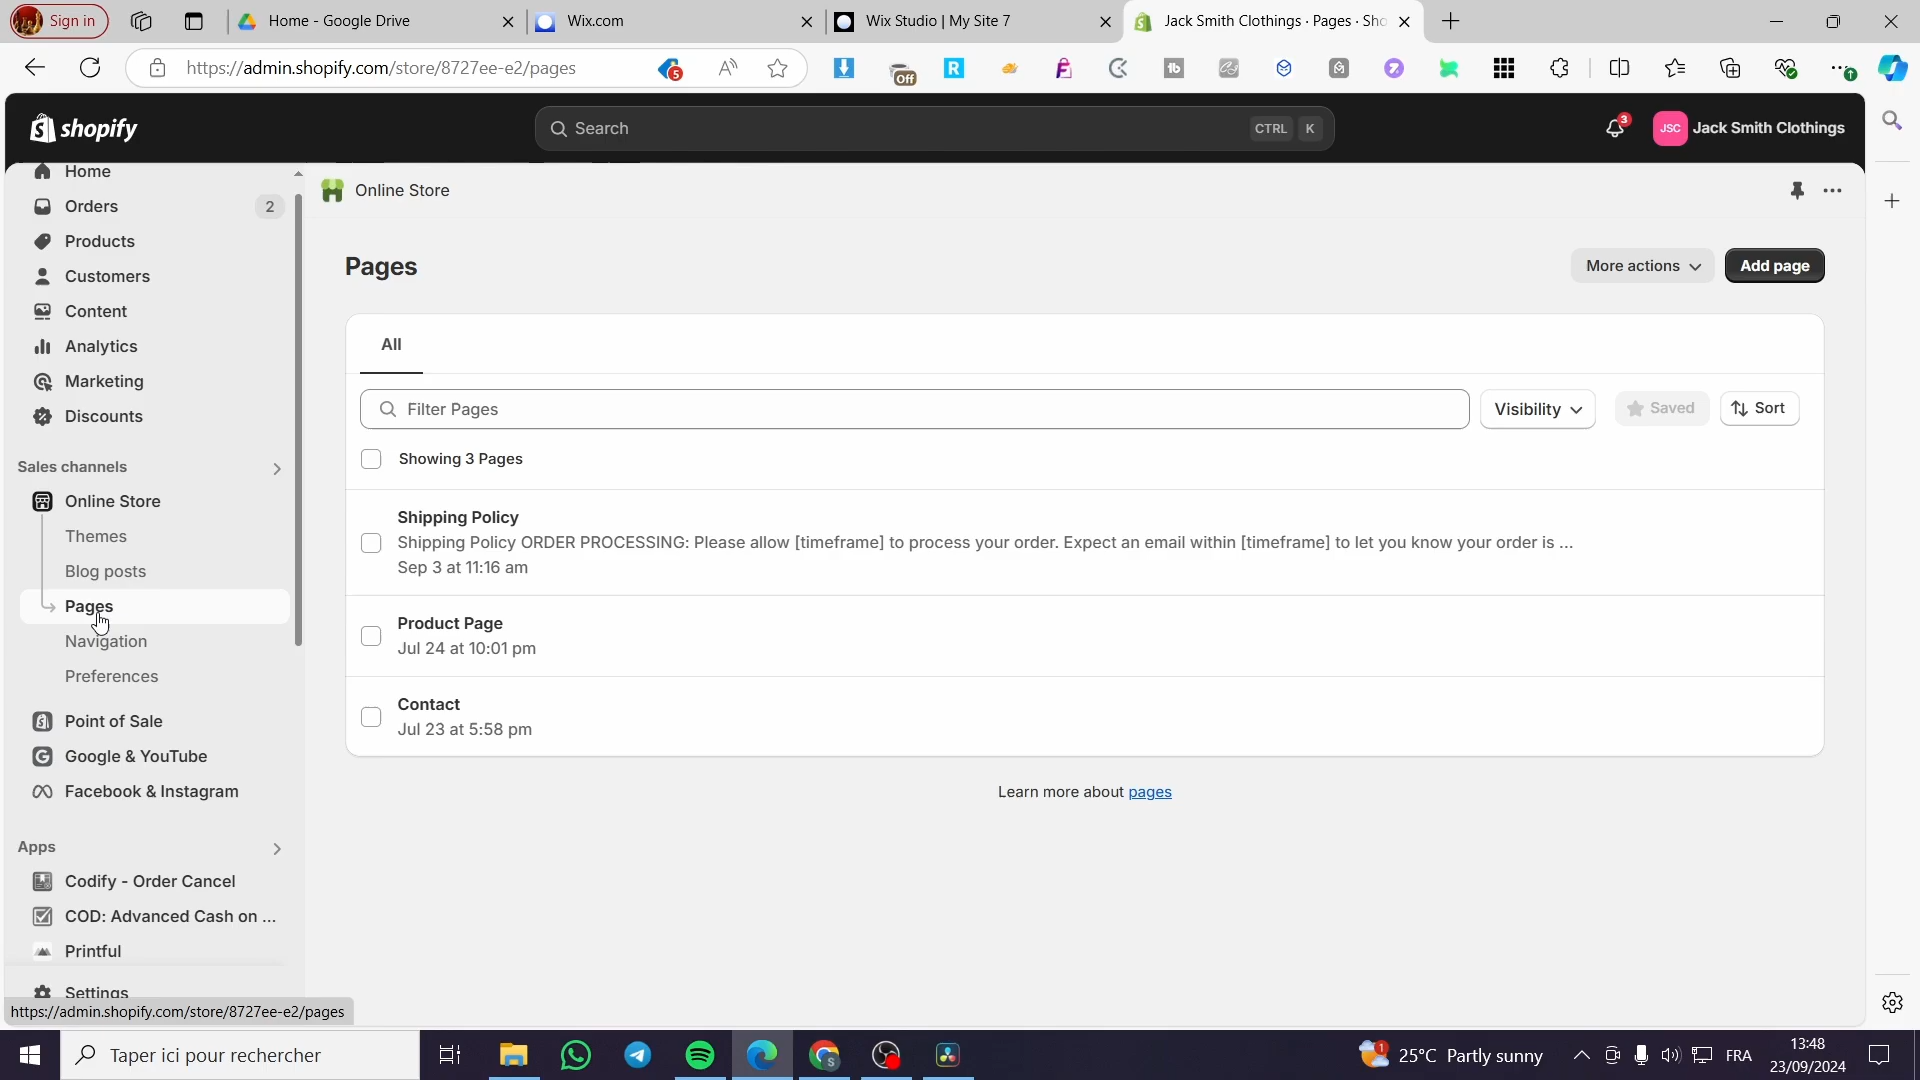 Sign in
Home - Google Drive
Wix.com
Wix Studio | My Site 7
Jack Smith Clothings · Pages · Sho
https://admin.shopify.com/store/8727ee-e2/pages
5
Off
shopify
Search
CTRL K
3
JSC
Jack Smith Clothings
Home
Orders
2
Products
Customers
Content
Analytics
Marketing
Discounts
Sales channels
Online Store
Themes
Blog posts
Pages
Navigation
Preferences
Point of Sale
Google & YouTube
Facebook & Instagram
Apps
Codify - Order Cancel
COD: Advanced Cash on ...
Printful
Settings
https://admin.shopify.com/store/8727ee-e2/pages
Online Store
Pages
More actions
Add page
All
Filter Pages
Visibility
Saved
Sort
Showing 3 Pages
Shipping Policy
Shipping Policy ORDER PROCESSING: Please allow [timeframe] to process your order. Expect an email within [timeframe] to let you know your order is ...
Sep 3 at 11:16 am
Product Page
Jul 24 at 10:01 pm
Contact
Jul 23 at 5:58 pm
Learn more about pages
Taper ici pour rechercher
1
25°C Partly sunny
FRA
13:48
23/09/2024